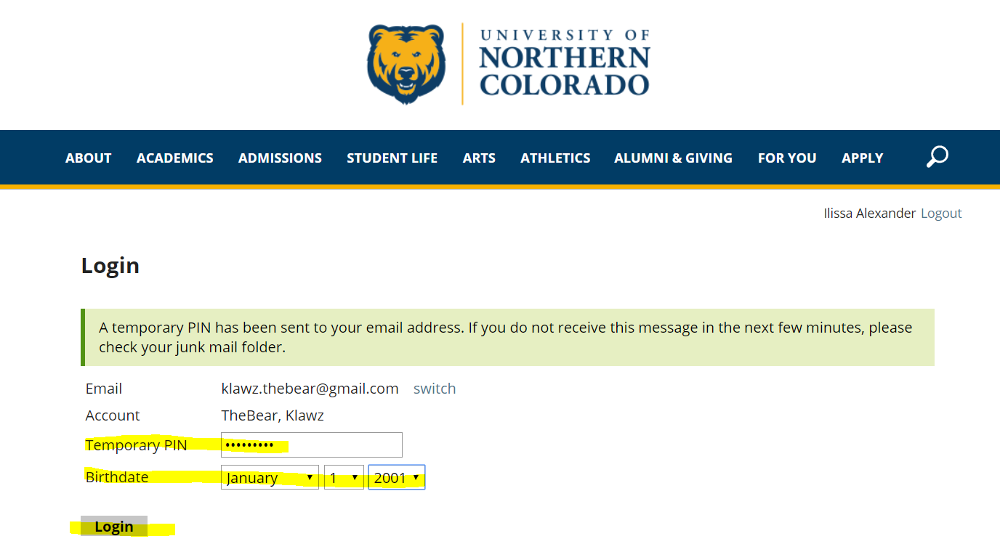 UNIVERSITY OF
NORTHERN
COLORADO
ABOUT ACADEMICS ADMISSIONS STUDENT LIFE ARTS ATHLETICS ALUMNI & GIVING FOR YOU APPLY
Ilissa Alexander Logout
Login
A temporary PIN has been sent to your email address. If you do not receive this message in the next few minutes, please
check your junk mail folder.
Email klawz.thebear@gmail.com switch
Account TheBear, Klawz
Temporary PIN •••••••••
Birthdate January 1 2001
Login